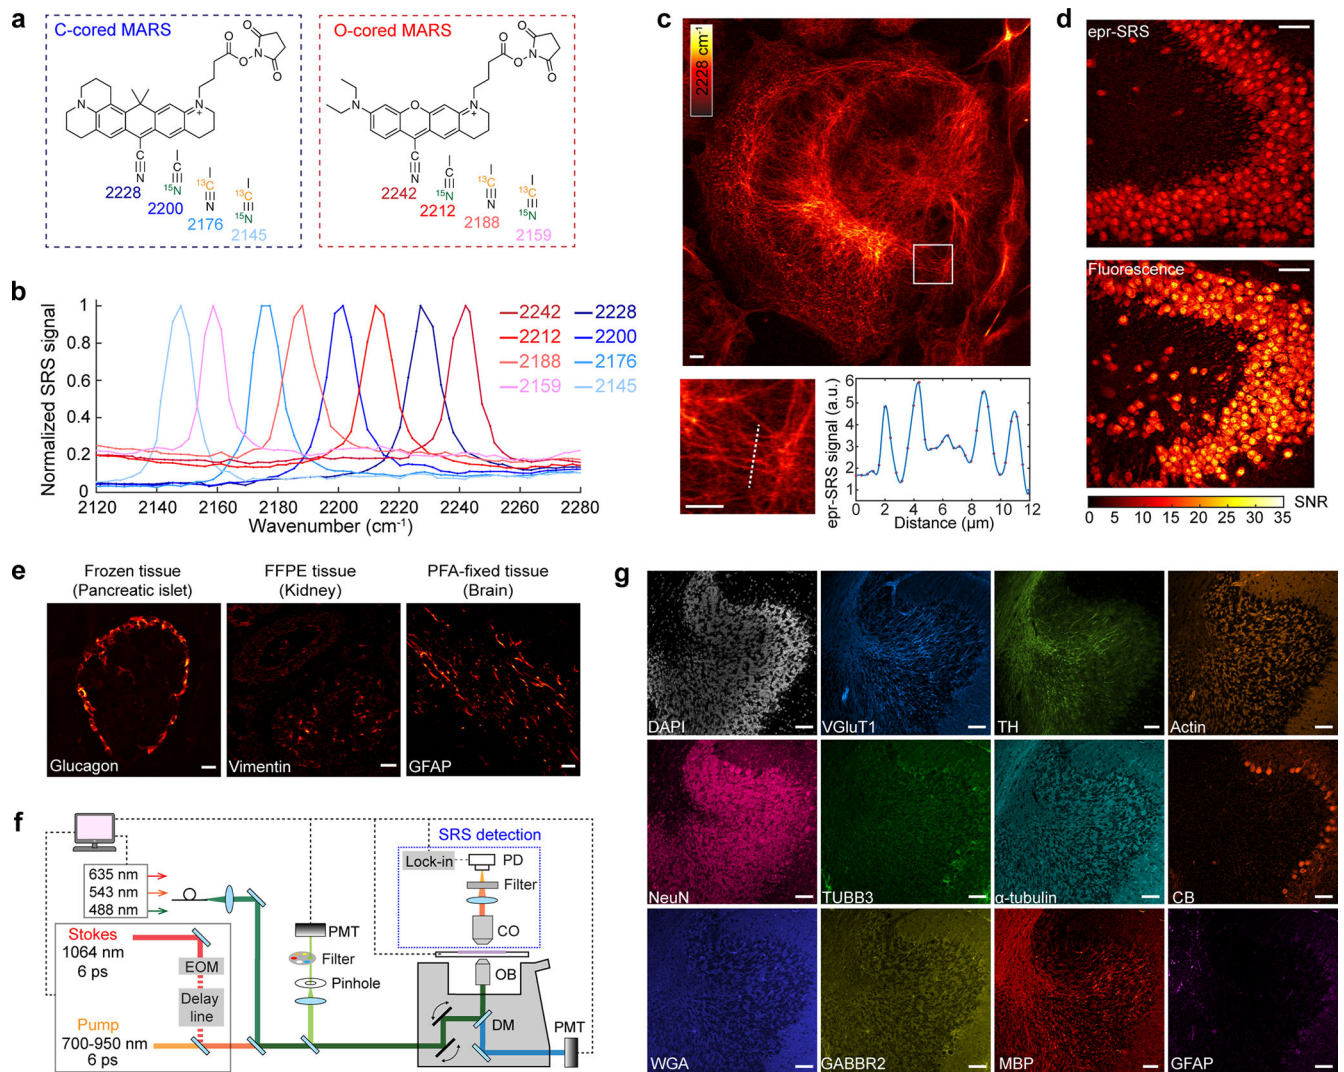 a
C-cored MARS
O
N
O
O
O
N
N
+
C
N
2228
C
15N
2200
13C
N
2176
13C
15N
2145
O-cored MARS
O
N
O
O
O
N
O
N
+
C
N
2242
C
15N
2212
13C
N
2188
13C
15N
2159
b
Normalized SRS signal
1
0.8
0.6
0.4
0.2
0
2120 2140 2160 2180 2200 2220 2240 2260 2280
Wavenumber (cm-1)
2242 2228
2212 2200
2188 2176
2159 2145
c
2228 cm-1
epr-SRS signal (a.u.)
6
5
4
3
2
1
0 2 4 6 8 10 12
Distance (µm)
d
epr-SRS
Fluorescence
0 5 10 15 20 25 30 35
SNR
e
Frozen tissue
(Pancreatic islet)
FFPE tissue
(Kidney)
PFA-fixed tissue
(Brain)
Glucagon
Vimentin
GFAP
f
635 nm
543 nm
488 nm
Stokes
1064 nm
6 ps
EOM
Delay
line
Pump
700-950 nm
6 ps
PMT
Filter
Pinhole
SRS detection
Lock-in
PD
Filter
CO
OB
DM
PMT
g
DAPI
VGluT1
TH
Actin
NeuN
TUBB3
α-tubulin
CB
WGA
GABBR2
MBP
GFAP